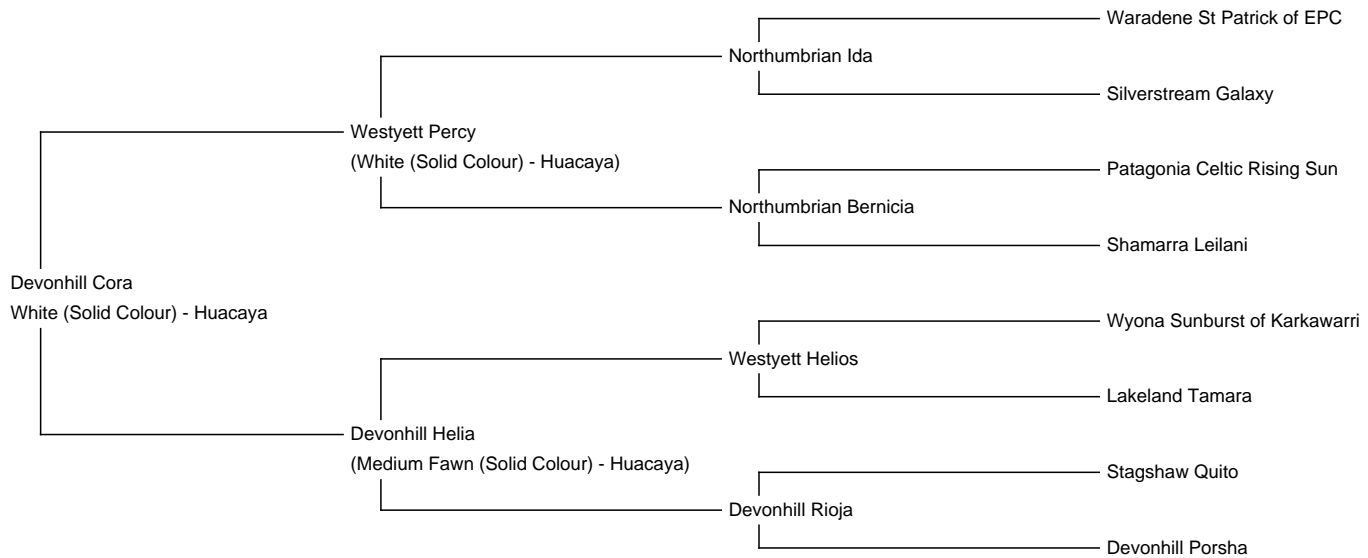 Waradene St Patrick of EPC
Northumbrian Ida
Silverstream Galaxy
Westyett Percy
(White (Solid Colour) - Huacaya)
Patagonia Celtic Rising Sun
Northumbrian Bernicia
Shamarra Leilani
Devonhill Cora
White (Solid Colour) - Huacaya
Wyona Sunburst of Karkawarri
Westyett Helios
Lakeland Tamara
Devonhill Helia
(Medium Fawn (Solid Colour) - Huacaya)
Stagshaw Quito
Devonhill Rioja
Devonhill Porsha